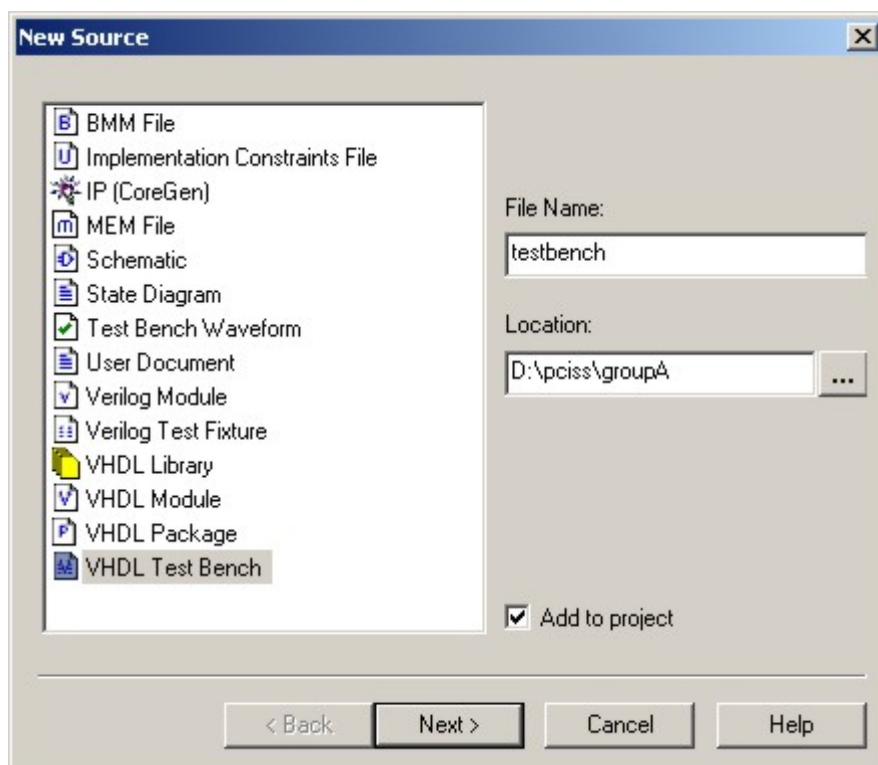 New Source
BMM File
Implementation Constraints File
IP (CoreGen)
MEM File
Schematic
State Diagram
Test Bench Waveform
User Document
Verilog Module
Verilog Test Fixture
VHDL Library
VHDL Module
VHDL Package
VHDL Test Bench
File Name:
testbench
Location:
D:\pciss\groupA
...
Add to project
< Back
Next >
Cancel
Help